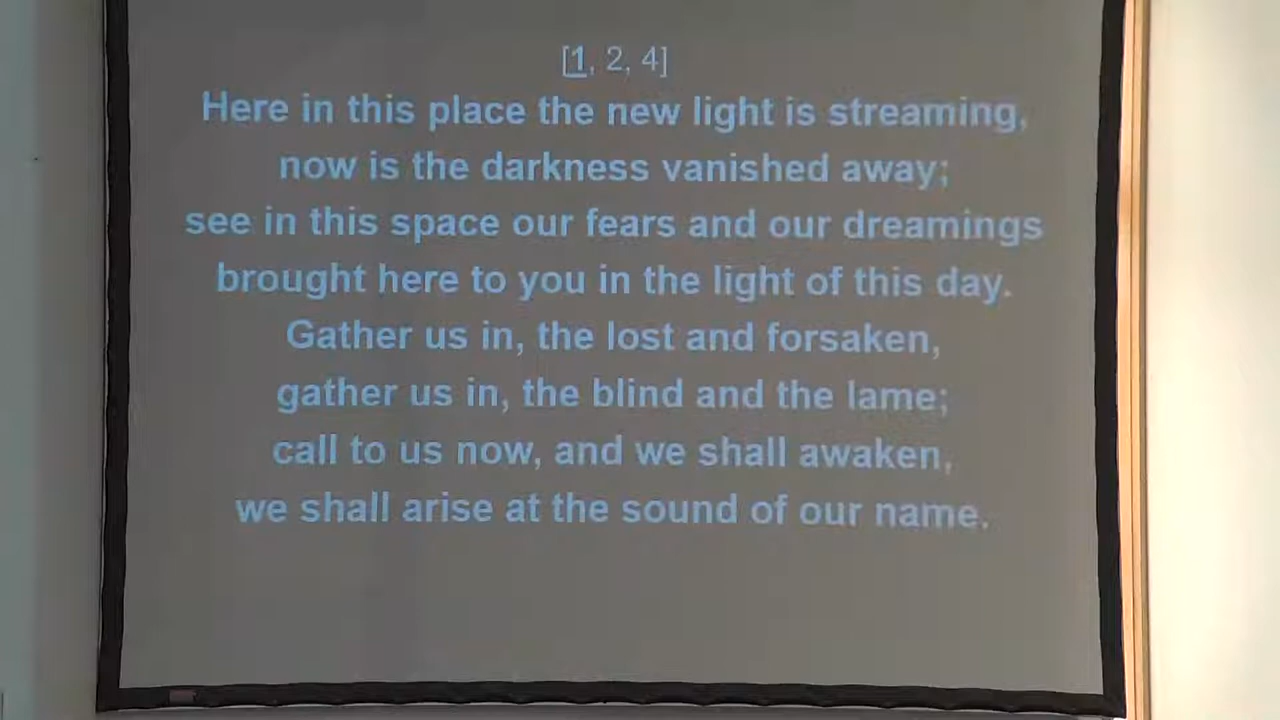 [1, 2, 4]
Here in this place the new light is streaming,
now is the darkness vanished away;
see in this space our fears and our dreamings
brought here to you in the light of this day.
Gather us in, the lost and forsaken,
gather us in, the blind and the lame;
call to us now, and we shall awaken,
we shall arise at the sound of our name.